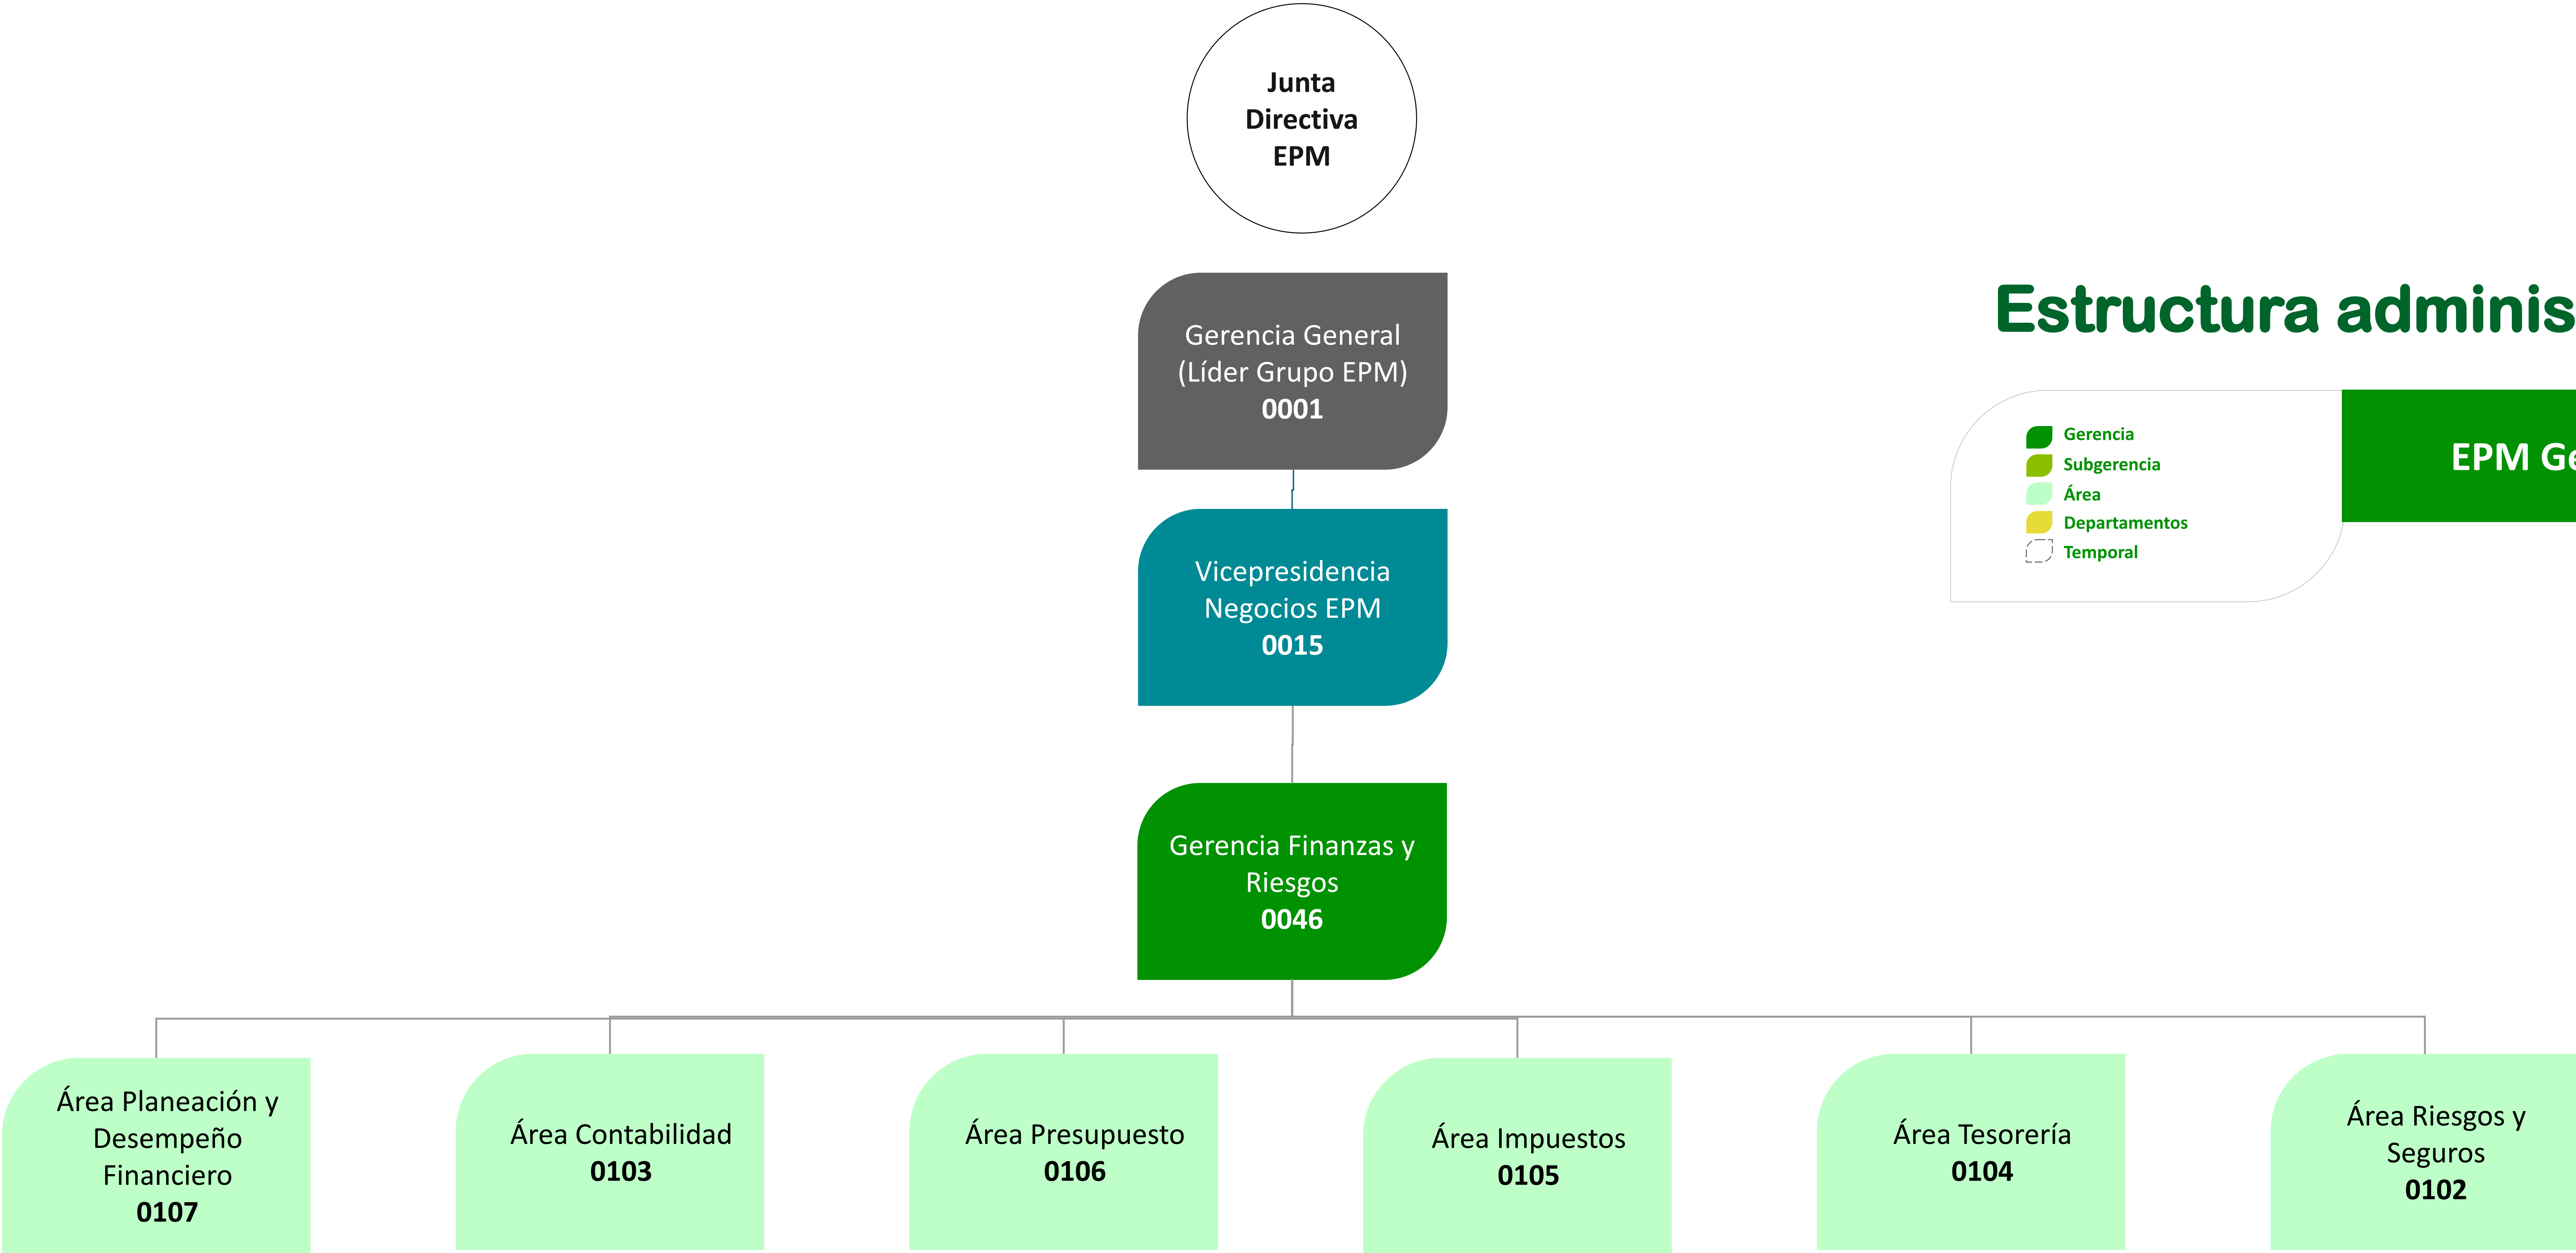 Junta
Directiva
EPM
Gerencia General
(Líder Grupo EPM)
0001
Estructura adminis
Gerencia
Subgerencia
Área
Departamentos
Temporal
EPM Ge
Vicepresidencia
Negocios EPM
0015
Gerencia Finanzas y
Riesgos
0046
Área Planeación y
Desempeño
Financiero
0107
Área Contabilidad
0103
Área Presupuesto
0106
Área Impuestos
0105
Área Tesorería
0104
Área Riesgos y
Seguros
0102